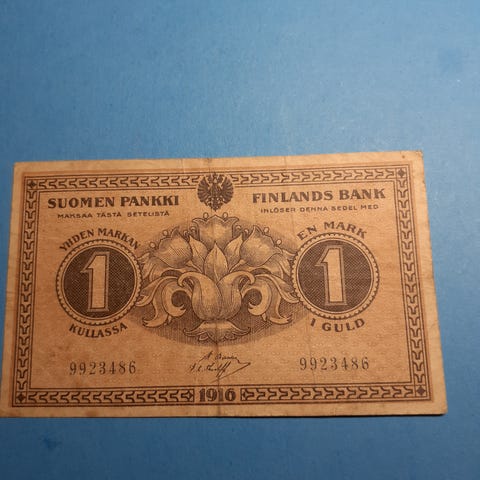 SUOMEN PANKKI
MAKSAA TÄSTÄ SETELISTÄ
FINLANDS BANK
INLÖSER DENNA SEDEL MED
YHDEN MARKAN
1
KULLASSA
EN MARK
1
I GULD
9923486
9923486
1916